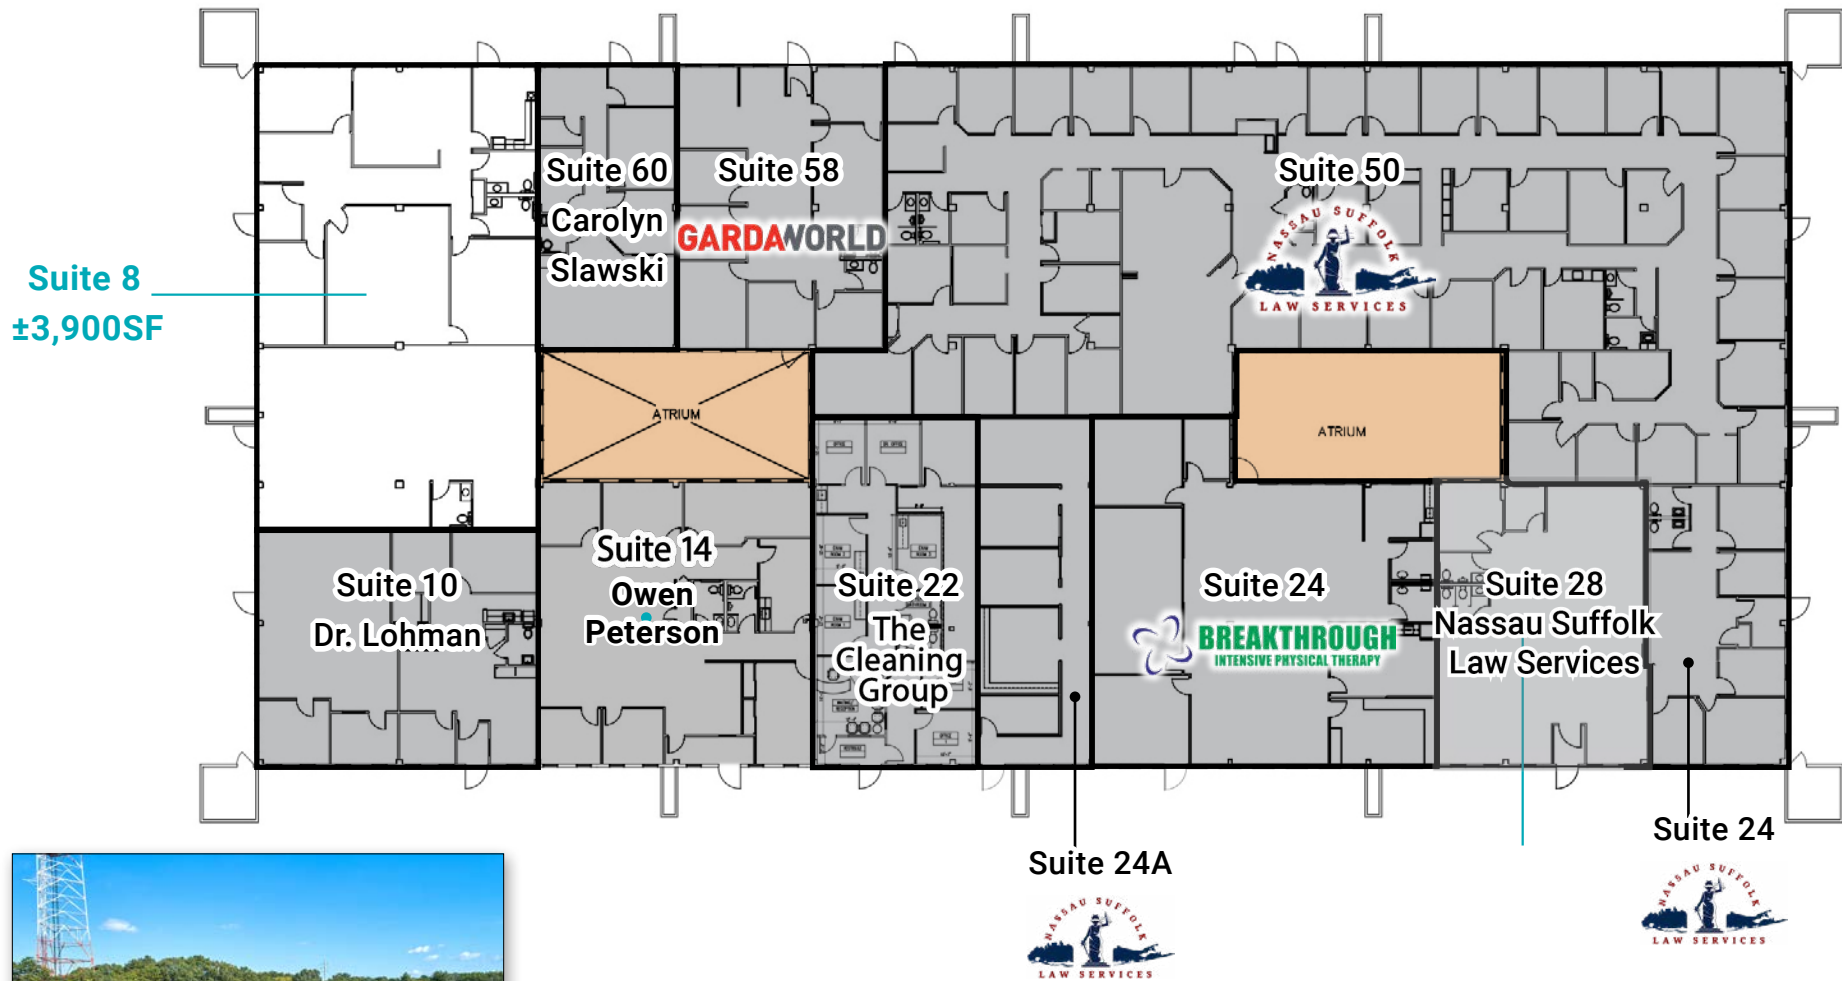 Suite 60
Carolyn
Slawski
Suite 58
GARDAWORLD
Suite 50
NASSAU SUFFOLK
LAW SERVICES
Suite 8
±3,900SF
ATRIUM
ATRIUM
Suite 10
Dr. Lohman
Suite 14
Owen
Peterson
Suite 22
The
Cleaning
Group
Suite 24
BREAKTHROUGH
INTENSIVE PHYSICAL THERAPY
Suite 28
Nassau Suffolk
Law Services
Suite 24A
NASSAU SUFFOLK
LAW SERVICES
Suite 24
NASSAU SUFFOLK
LAW SERVICES